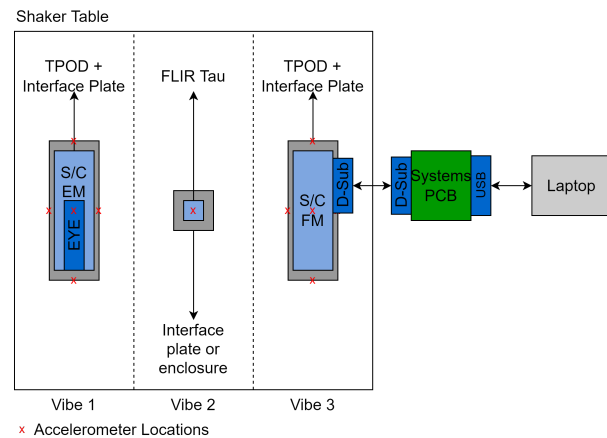 Shaker Table
TPOD +
Interface Plate
FLIR Tau
TPOD +
Interface Plate
x
S/C
EM
x
x
x
EYE
x
x
x
S/C
FM
x
x
x
D-Sub
D-Sub
Systems
PCB
USB
Laptop
Interface
plate or
enclosure
Vibe 1
Vibe 2
Vibe 3
x Accelerometer Locations